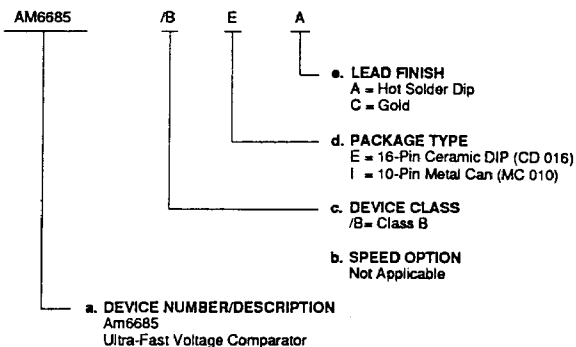 AM6685 /B E A
e. LEAD FINISH
A = Hot Solder Dip
C = Gold
d. PACKAGE TYPE
E = 16-Pin Ceramic DIP (CD 016)
I = 10-Pin Metal Can (MC 010)
c. DEVICE CLASS
/B= Class B
b. SPEED OPTION
Not Applicable
a. DEVICE NUMBER/DESCRIPTION
Am6685
Ultra-Fast Voltage Comparator